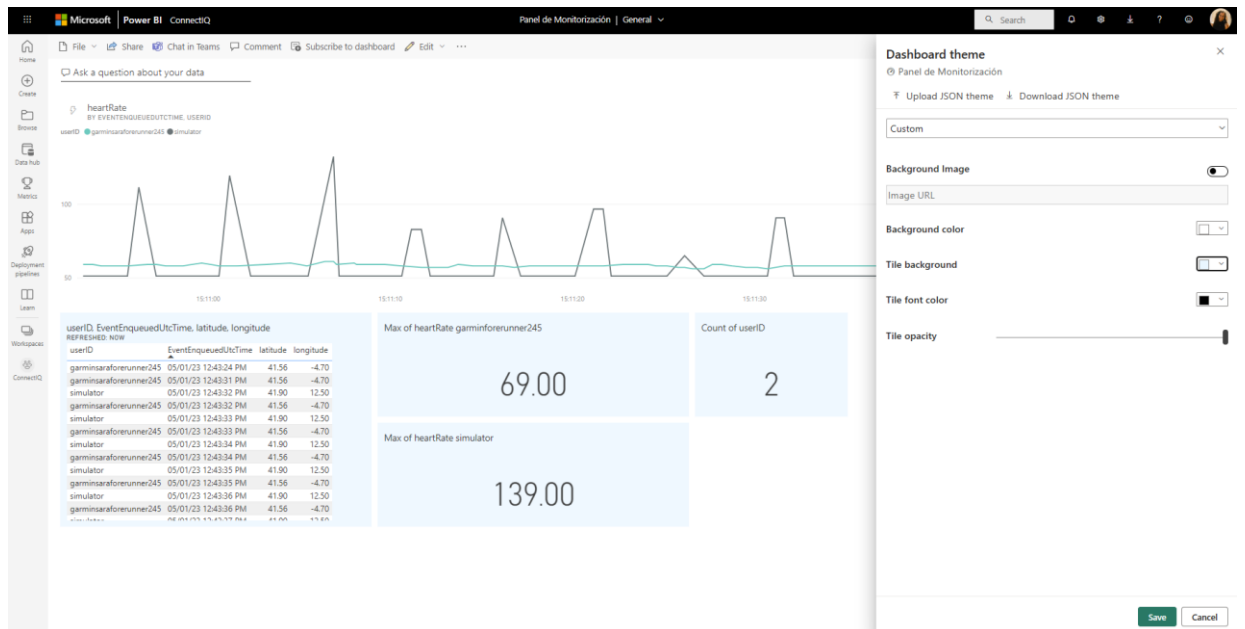 Microsoft Power BI ConnectIQ
Panel de Monitorización | General
Search
?
Home
Create
Browse
Data hub
Metrics
Apps
Deployment
pipelines
Learn
Workspaces
ConnectIQ
File Share Chat in Teams Comment Subscribe to dashboard Edit ...
Ask a question about your data
heartRate
BY EVENTENQUEUEDUTCTIME, USERID
userID garminsaraforerunner245 simulator
100
50
15:11:00 15:11:10 15:11:20 15:11:30
userID, EventEnqueuedUtcTime, latitude, longitude
REFRESHED: NOW
userID EventEnqueuedUtcTime latitude longitude
garminsaraforerunner245 05/01/23 12:43:24 PM 41.56 -4.70
garminsaraforerunner245 05/01/23 12:43:31 PM 41.56 -4.70
simulator 05/01/23 12:43:32 PM 41.90 12.50
garminsaraforerunner245 05/01/23 12:43:32 PM 41.56 -4.70
simulator 05/01/23 12:43:33 PM 41.90 12.50
garminsaraforerunner245 05/01/23 12:43:33 PM 41.56 -4.70
simulator 05/01/23 12:43:34 PM 41.90 12.50
garminsaraforerunner245 05/01/23 12:43:34 PM 41.56 -4.70
simulator 05/01/23 12:43:35 PM 41.90 12.50
garminsaraforerunner245 05/01/23 12:43:35 PM 41.56 -4.70
simulator 05/01/23 12:43:36 PM 41.90 12.50
garminsaraforerunner245 05/01/23 12:43:36 PM 41.56 -4.70
Max of heartRate garminforerunner245
69.00
Count of userID
2
Max of heartRate simulator
139.00
Dashboard theme
Panel de Monitorización
Upload JSON theme Download JSON theme
Custom
Background Image
Image URL
Background color
Tile background
Tile font color
Tile opacity
Save Cancel